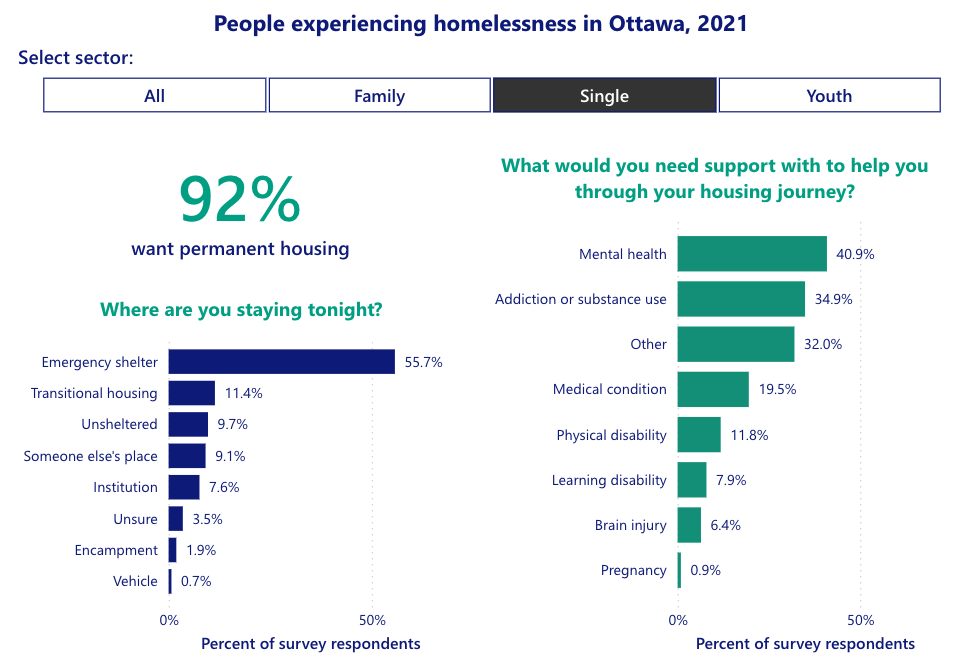 People experiencing homelessness in Ottawa, 2021
Select sector:
All
Family
Single
Youth
92%
want permanent housing
Where are you staying tonight?
Emergency shelter 55.7%
Transitional housing 11.4%
Unsheltered 9.7%
Someone else's place 9.1%
Institution 7.6%
Unsure 3.5%
Encampment 1.9%
Vehicle 0.7%
0% 50%
Percent of survey respondents
What would you need support with to help you
through your housing journey?
Mental health 40.9%
Addiction or substance use 34.9%
Other 32.0%
Medical condition 19.5%
Physical disability 11.8%
Learning disability 7.9%
Brain injury 6.4%
Pregnancy 0.9%
0% 50%
Percent of survey respondents